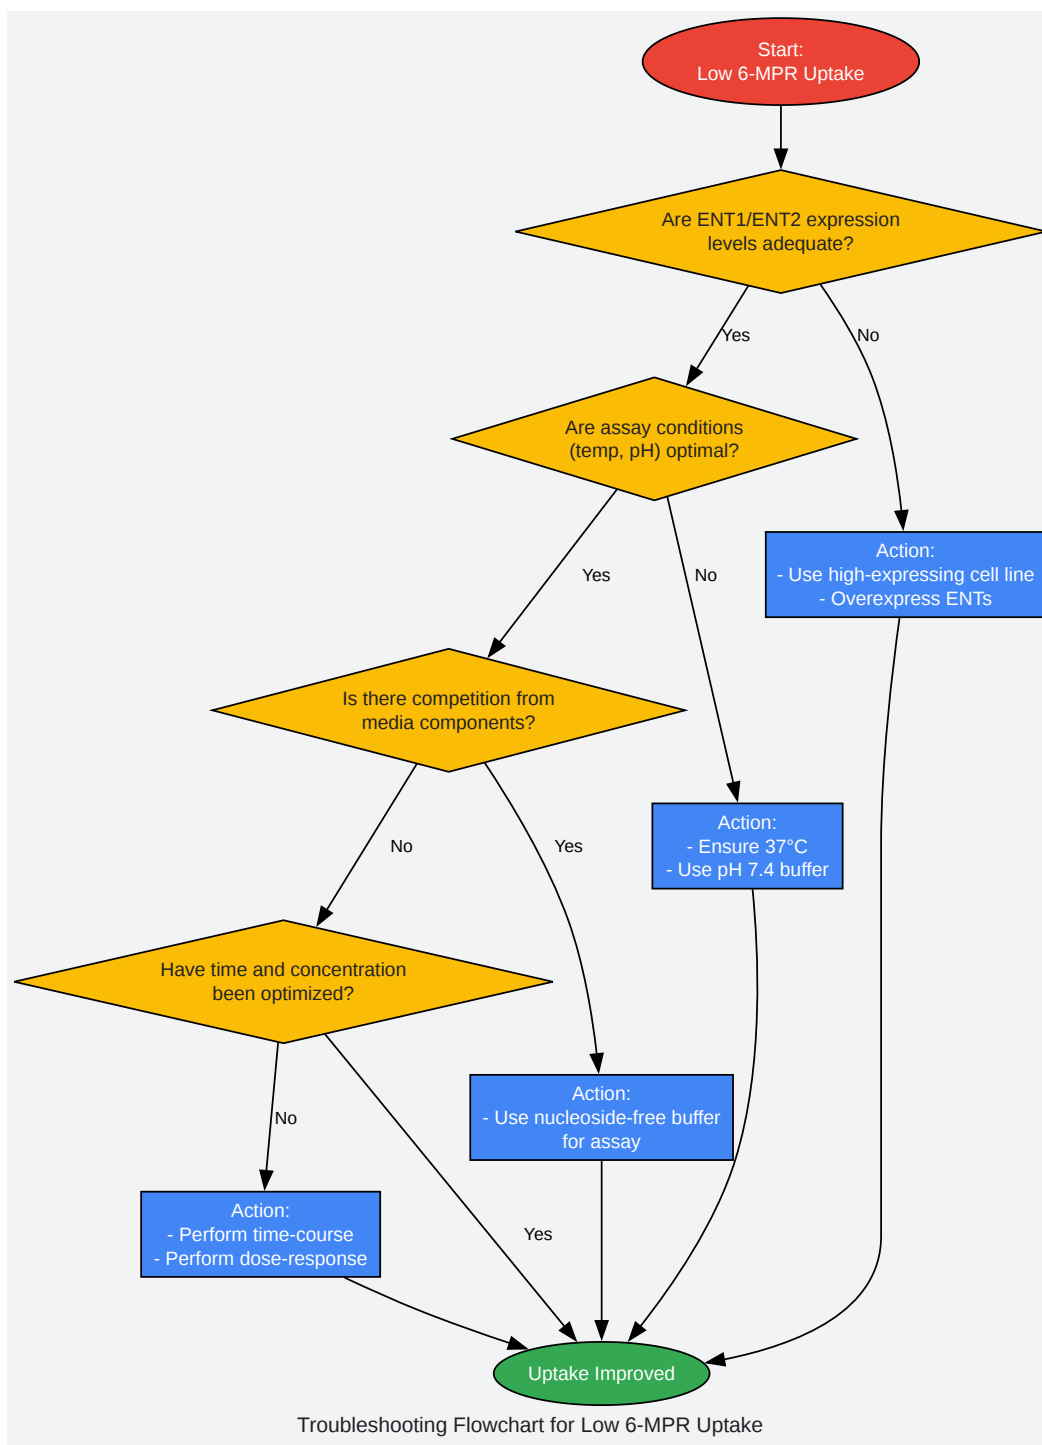 Start:
Low 6-MPR Uptake
Are ENT1/ENT2 expression
levels adequate?
Yes
No
Are assay conditions
(temp, pH) optimal?
Action:
- Use high-expressing cell line
- Overexpress ENTs
Yes
No
Is there competition from
media components?
Action:
- Ensure 37°C
- Use pH 7.4 buffer
No
Yes
Have time and concentration
been optimized?
Action:
- Use nucleoside-free buffer
for assay
No
Yes
Action:
- Perform time-course
- Perform dose-response
Uptake Improved
Troubleshooting Flowchart for Low 6-MPR Uptake